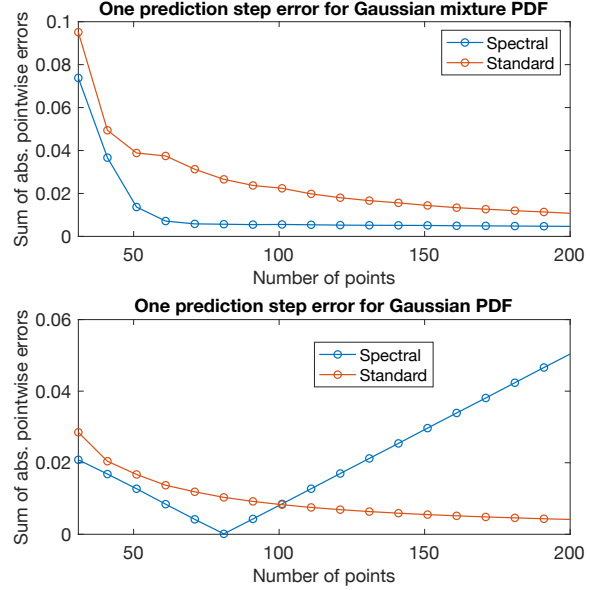 One prediction step error for Gaussian mixture PDF
0.1
0.08
0.06
0.04
0.02
0
Sum of abs. pointwise errors
Spectral
Standard
50
100
150
200
Number of points
One prediction step error for Gaussian PDF
0.06
0.04
0.02
0
Sum of abs. pointwise errors
Spectral
Standard
50
100
150
200
Number of points